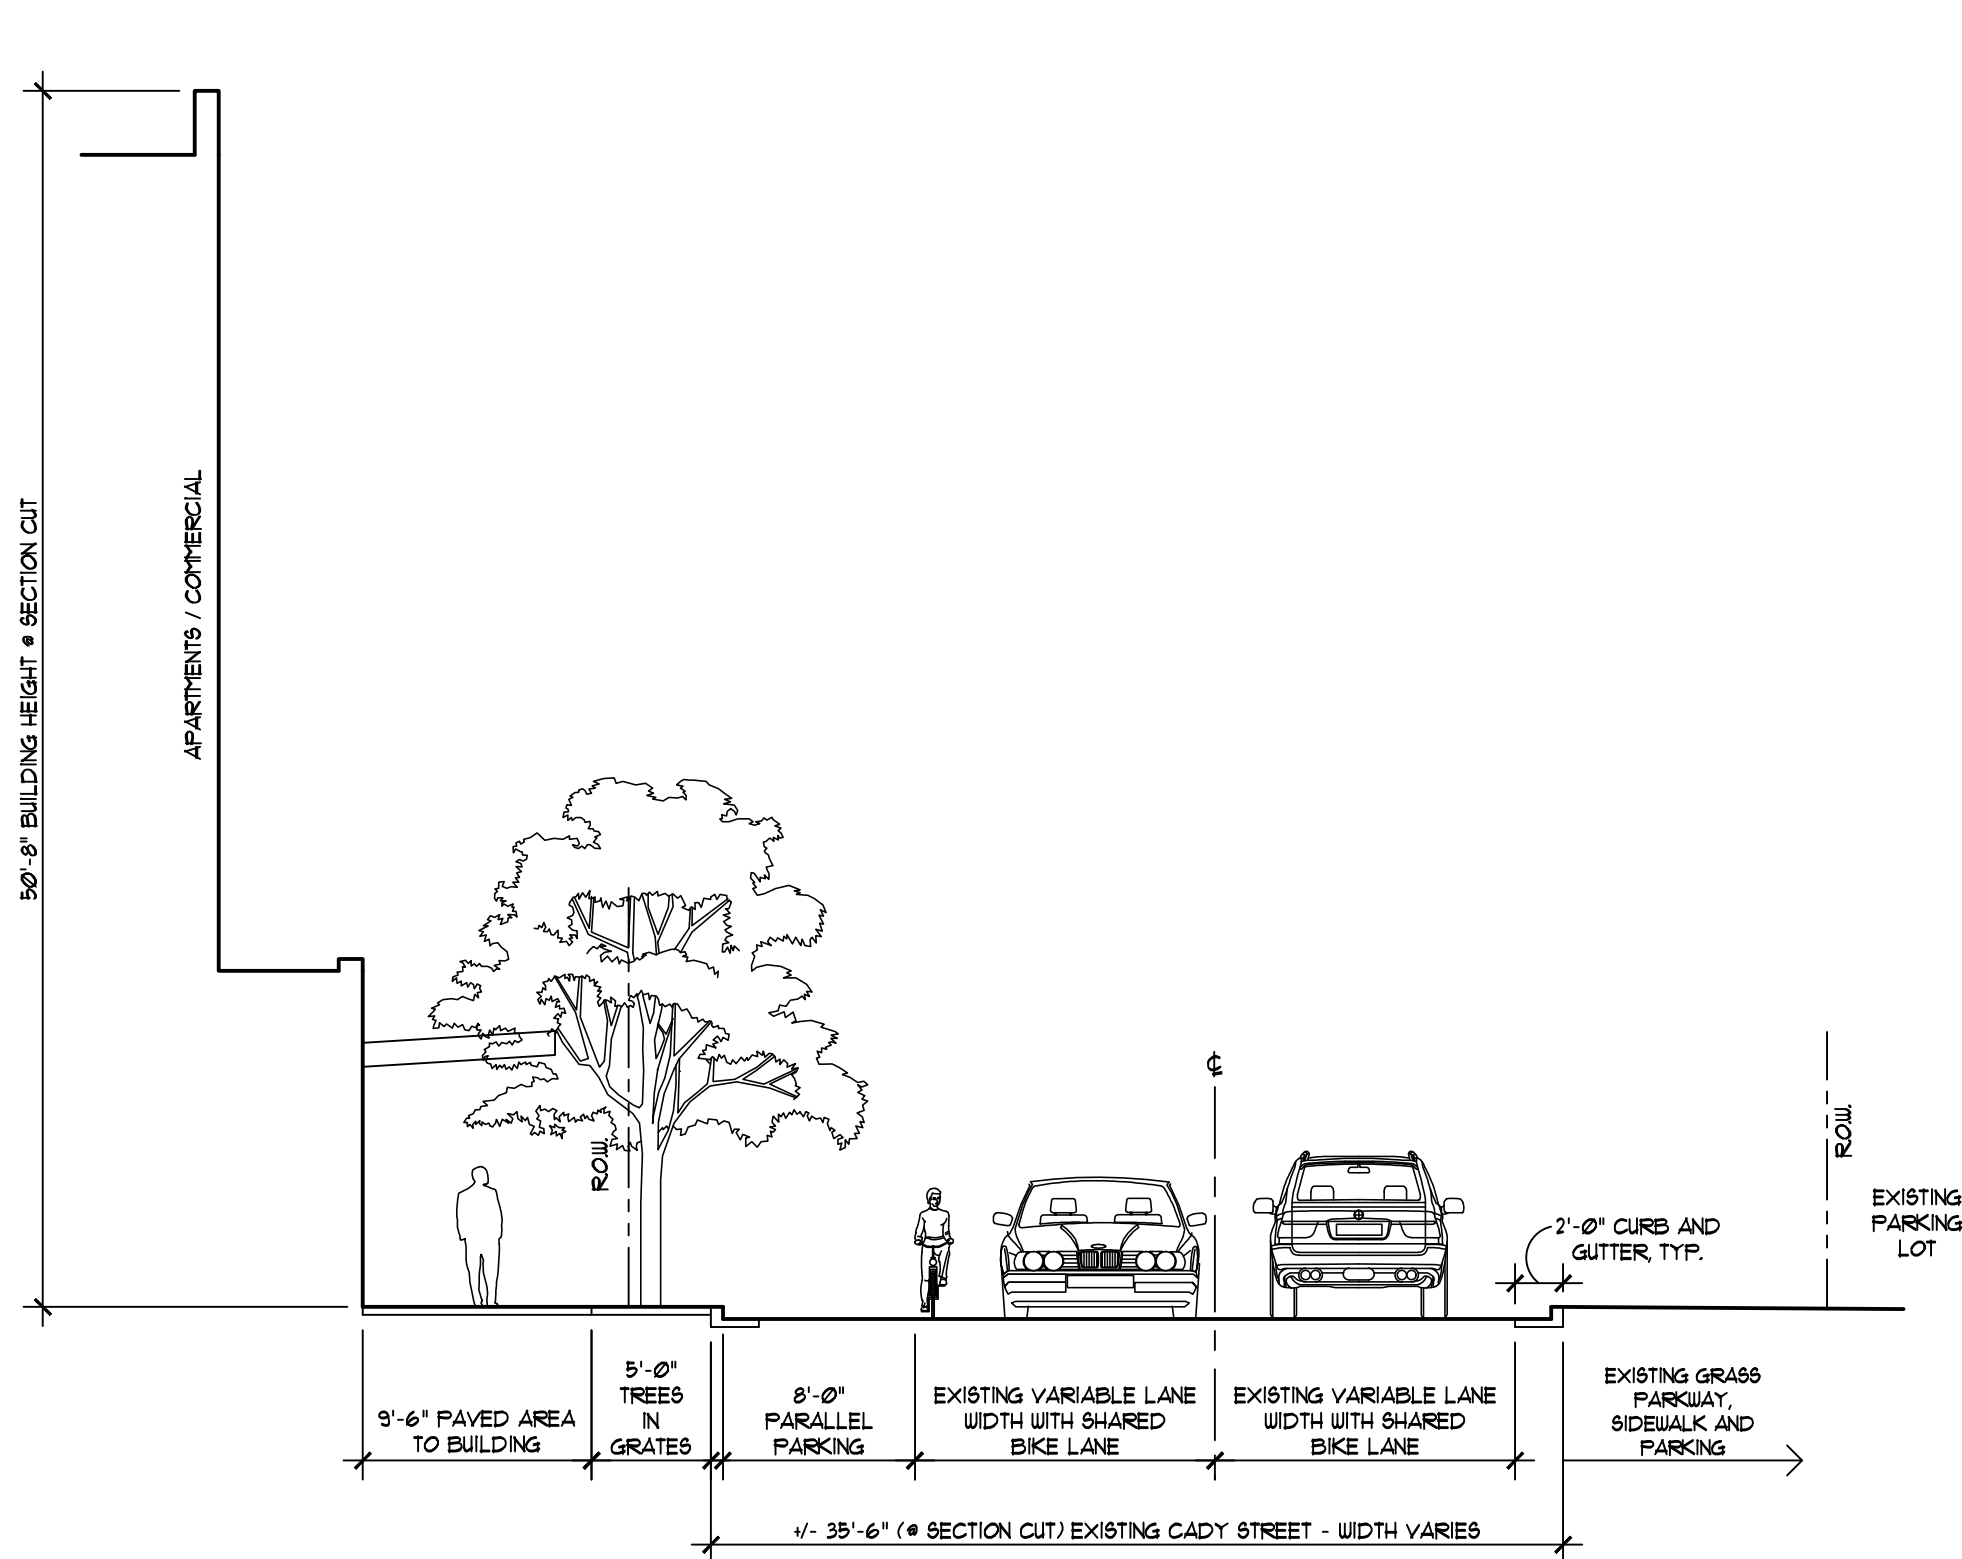 50'-8" BUILDING HEIGHT @ SECTION CUT
APARTMENTS / COMMERCIAL
R.O.W.
℄
R.O.W.
EXISTING
PARKING
LOT
2'-0" CURB AND
GUTTER, TYP.
9'-6" PAVED AREA
TO BUILDING
5'-0"
TREES
IN
GRATES
8'-0"
PARALLEL
PARKING
EXISTING VARIABLE LANE
WIDTH WITH SHARED
BIKE LANE
EXISTING VARIABLE LANE
WIDTH WITH SHARED
BIKE LANE
EXISTING GRASS
PARKWAY,
SIDEWALK AND
PARKING
+/- 35'-6" (@ SECTION CUT) EXISTING CADY STREET - WIDTH VARIES